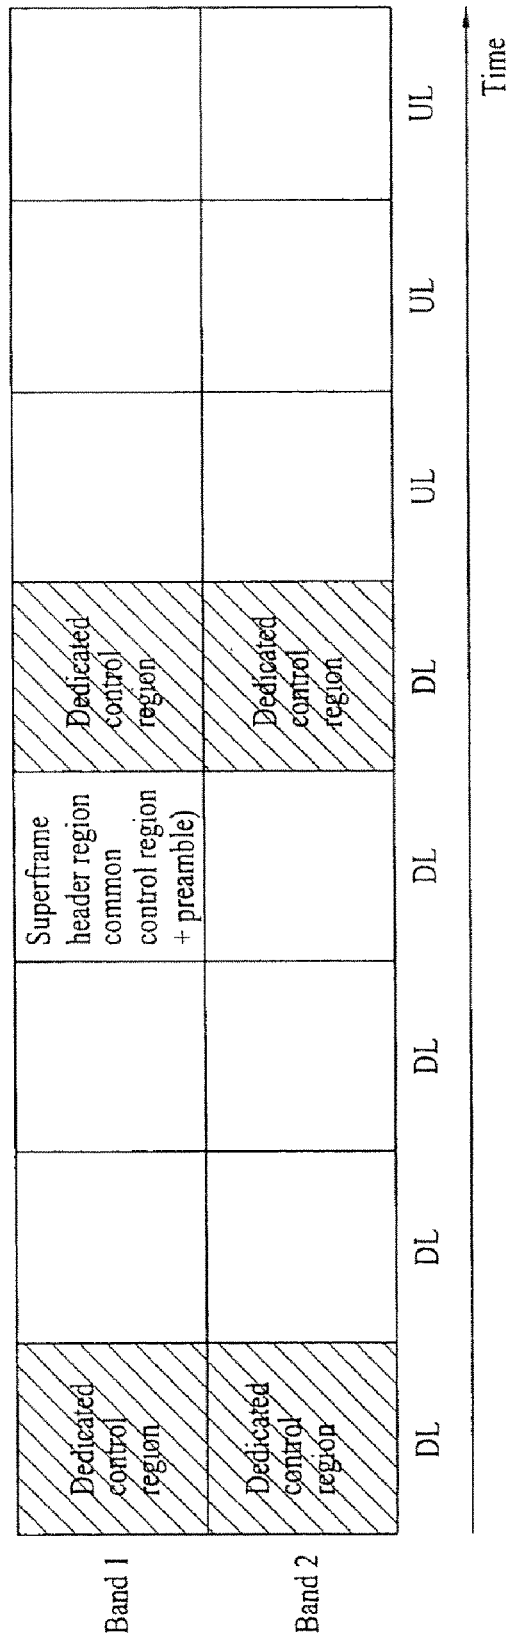 Band 1
Dedicated
control
region
Superframe
header region
common
control region
+ preamble)
Dedicated
control
region
Band 2
Dedicated
control
region
Dedicated
control
region
DL
DL
DL
DL
DL
UL
UL
UL
Time